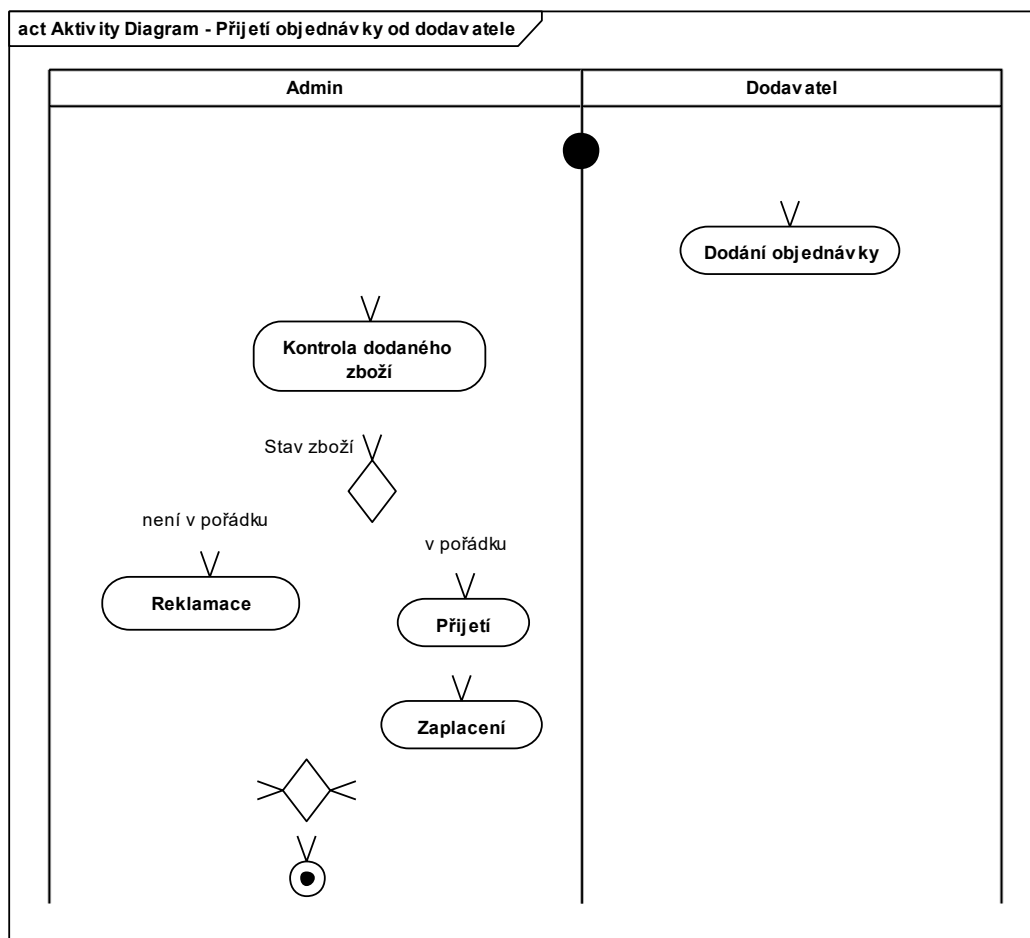 act Aktivity Diagram - Přijetí objednávky od dodavatele
Admin
Dodavatel
Dodání objednávky
Kontrola dodaného
zboží
Stav zboží
není v pořádku
v pořádku
Reklamace
Přijetí
Zaplacení